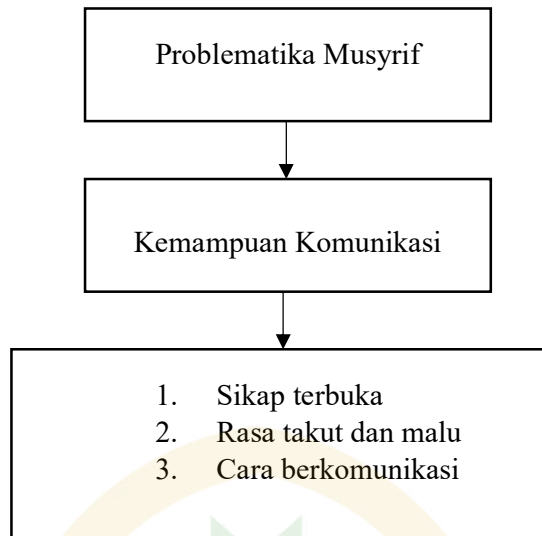 Problematika Musyrif
Kemampuan Komunikasi
1. Sikap terbuka
2. Rasa takut dan malu
3. Cara berkomunikasi